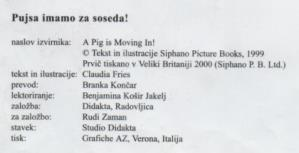 Pujsa imamo za soseda!
naslov izvirnika: A Pig is Moving In!
© Tekst in ilustracije Siphano Picture Books, 1999
Prvič tiskano v Veliki Britaniji 2000 (Siphano P. B. Ltd.)
tekst in ilustracije: Claudia Fries
prevod: Branka Končar
lektoriranje: Benjamina Košir Jakelj
založba: Didakta, Radovljica
za založbo: Rudi Zaman
stavek: Studio Didakta
tisk: Grafiche AZ, Verona, Italija